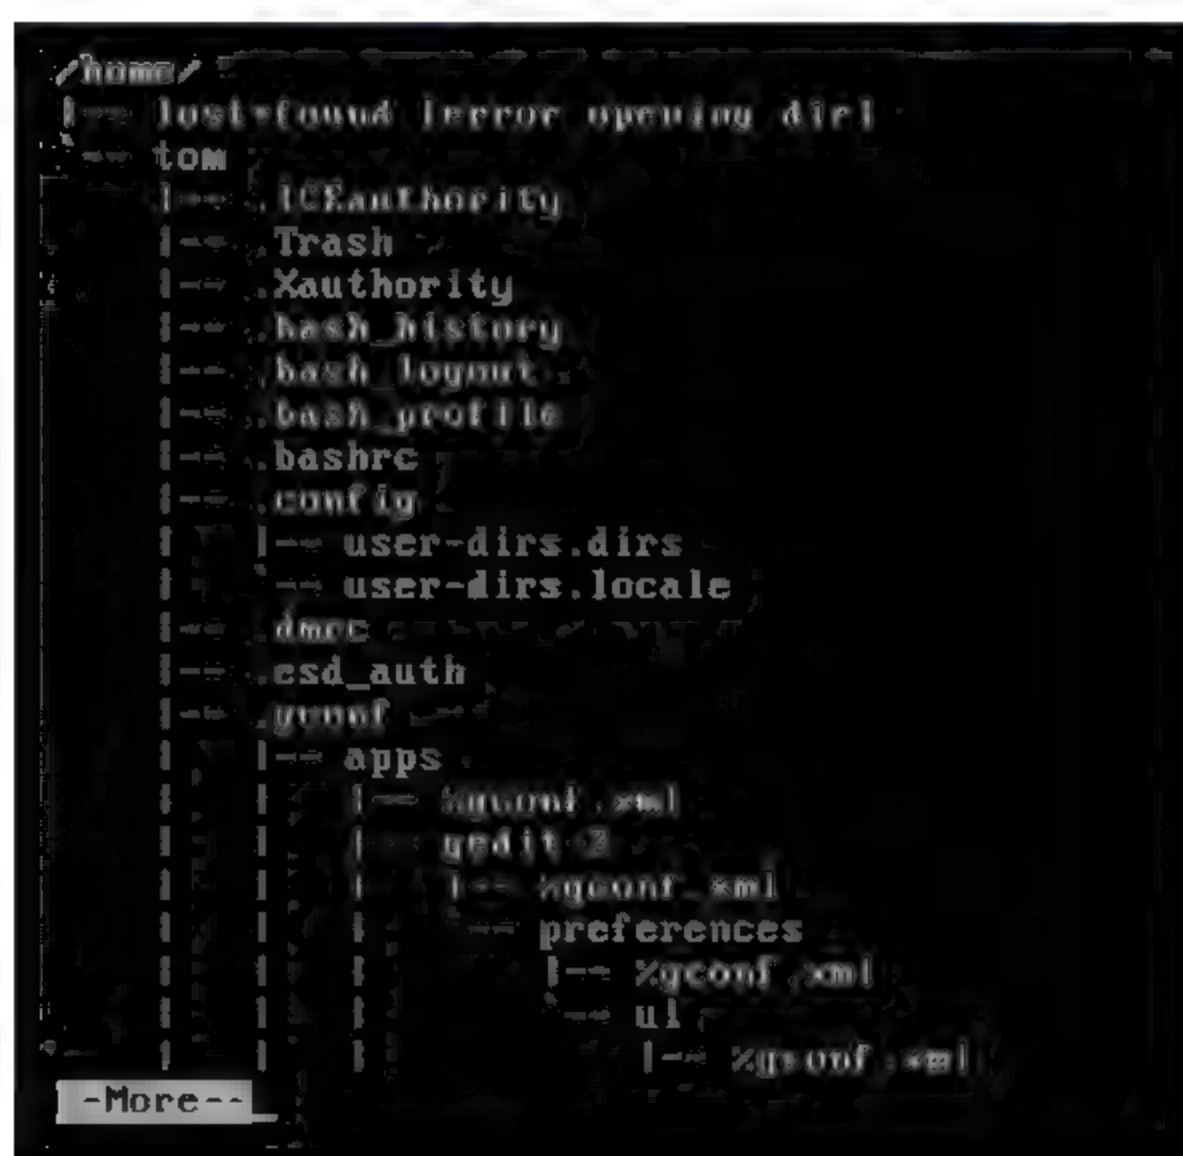 /home/
|-- lost+found [error opening dir]
`-- tom
    |-- .ICEauthority
    |-- .Trash
    |-- .Xauthority
    |-- .bash_history
    |-- .bash_logout
    |-- .bash_profile
    |-- .bashrc
    |-- .config
    |   |-- user-dirs.dirs
    |   `-- user-dirs.locale
    |-- .dmrc
    |-- .esd_auth
    |-- .gconf
    |   |-- apps
    |   |   |-- %gconf.xml
    |   |   |-- gedit-2
    |   |   |   |-- %gconf.xml
    |   |   |   `-- preferences
    |   |   |       |-- %gconf.xml
    |   |   |       `-- ui
    |   |   |           |-- %gconf.xml
-More--